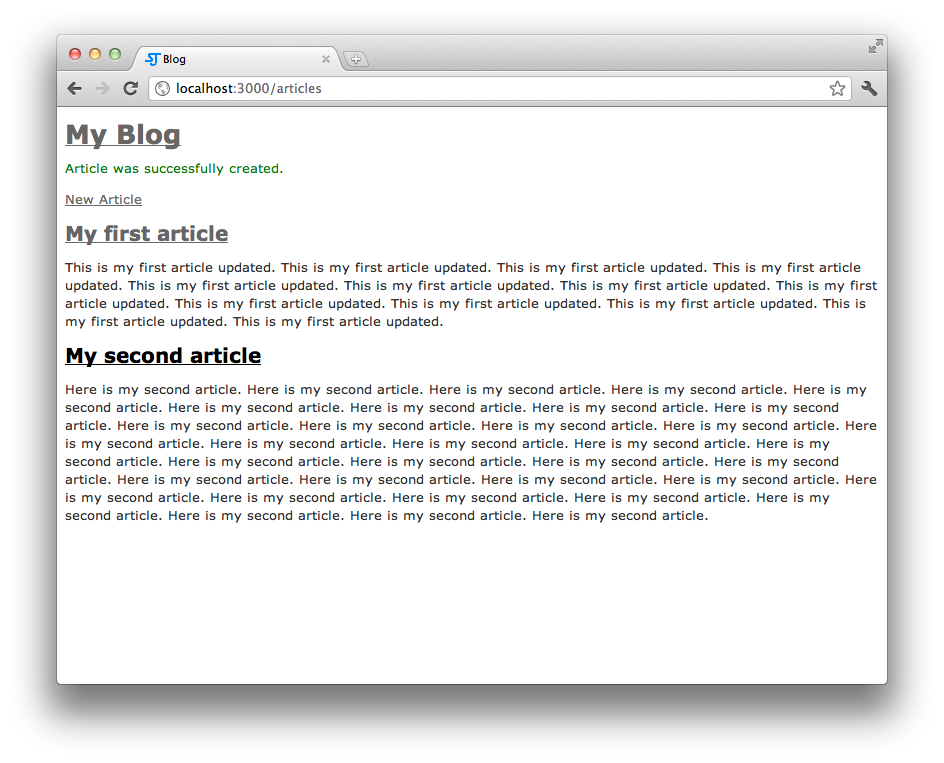 Blog
localhost:3000/articles
My Blog
Article was successfully created.
New Article
My first article
This is my first article updated. This is my first article updated. This is my first article updated. This is my first article
updated. This is my first article updated. This is my first article updated. This is my first article updated. This is my first
article updated. This is my first article updated. This is my first article updated. This is my first article updated. This is
my first article updated. This is my first article updated.
My second article
Here is my second article. Here is my second article. Here is my second article. Here is my second article. Here is my
second article. Here is my second article. Here is my second article. Here is my second article. Here is my second
article. Here is my second article. Here is my second article. Here is my second article. Here is my second article. Here
is my second article. Here is my second article. Here is my second article. Here is my second article. Here is my
second article. Here is my second article. Here is my second article. Here is my second article. Here is my second
article. Here is my second article. Here is my second article. Here is my second article. Here is my second article. Here
is my second article. Here is my second article. Here is my second article. Here is my second article. Here is my
second article. Here is my second article. Here is my second article. Here is my second article.